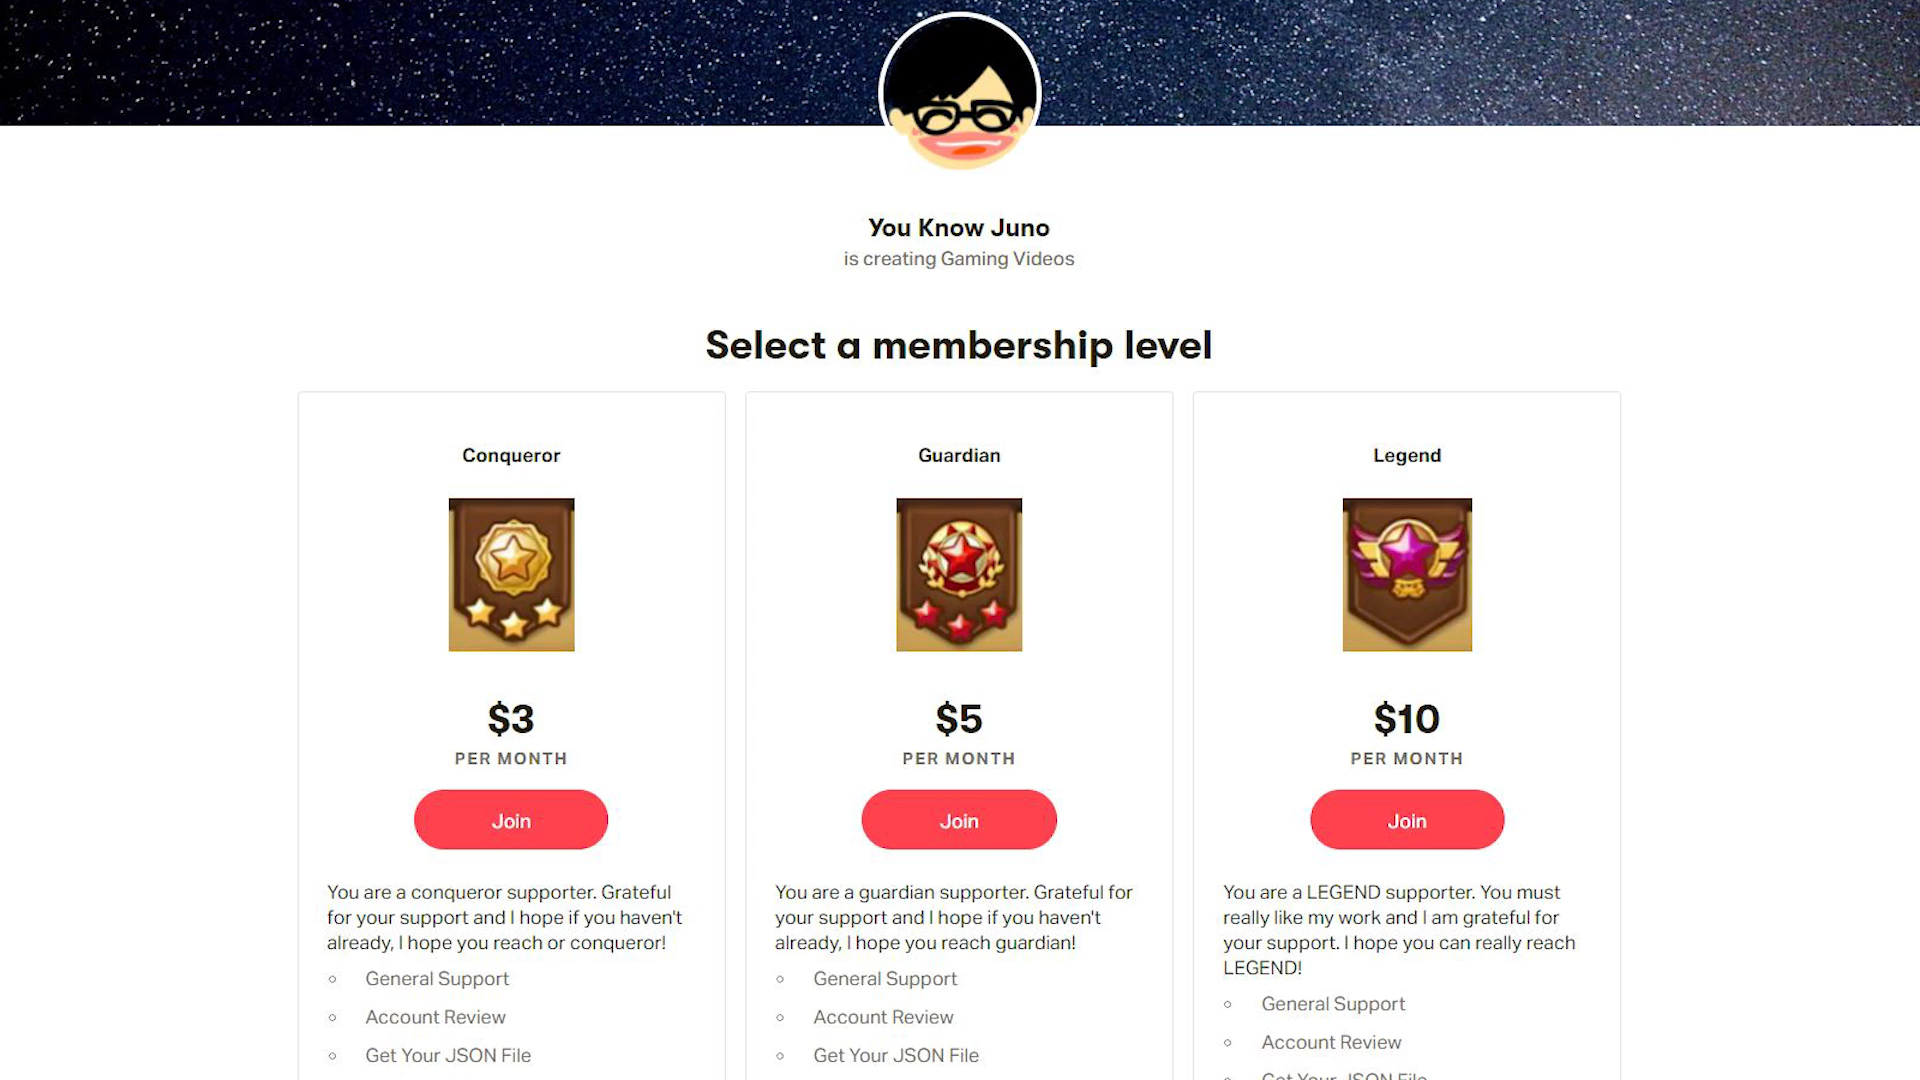 You Know Juno
is creating Gaming Videos
Select a membership level
Conqueror
$3
PER MONTH
Join
You are a conqueror supporter. Grateful
for your support and I hope if you haven't
already, I hope you reach or conqueror!
General Support
Account Review
Get Your JSON File
Guardian
$5
PER MONTH
Join
You are a guardian supporter. Grateful for
your support and I hope if you haven't
already, I hope you reach guardian!
General Support
Account Review
Get Your JSON File
Legend
$10
PER MONTH
Join
You are a LEGEND supporter. You must
really like my work and I am grateful for
your support. I hope you can really reach
LEGEND!
General Support
Account Review
Get Your JSON File